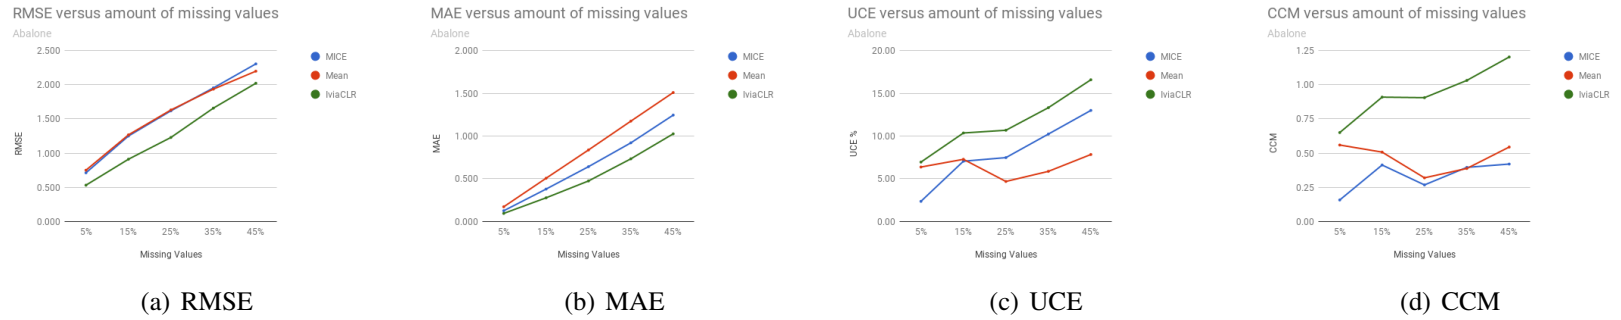 RMSE versus amount of missing values
Abalone
2.500
2.000
1.500
1.000
0.500
0.000
RMSE
5% 15% 25% 35% 45%
Missing Values
MICE
Mean
IviaCLR
(a) RMSE
MAE versus amount of missing values
Abalone
2.000
1.500
1.000
0.500
0.000
MAE
5% 15% 25% 35% 45%
Missing Values
MICE
Mean
IviaCLR
(b) MAE
UCE versus amount of missing values
Abalone
20.00
15.00
10.00
5.00
0.00
UCE %
5% 15% 25% 35% 45%
Missing Values
MICE
Mean
IviaCLR
(c) UCE
CCM versus amount of missing values
Abalone
1.25
1.00
0.75
0.50
0.25
0.00
CCM
5% 15% 25% 35% 45%
Missing Values
MICE
Mean
IviaCLR
(d) CCM